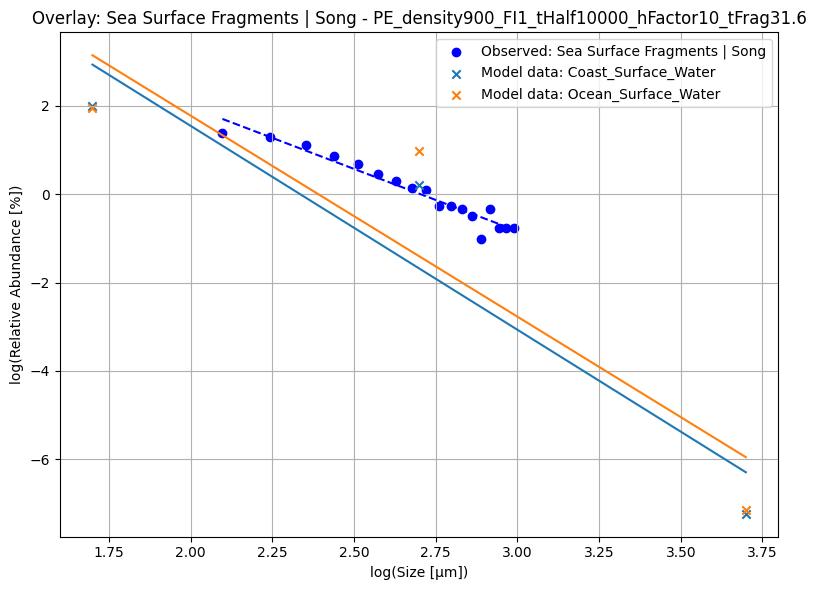 Overlay: Sea Surface Fragments | Song - PE_density900_FI1_tHalf10000_hFactor10_tFrag31.6
Observed: Sea Surface Fragments | Song
Model data: Coast_Surface_Water
Model data: Ocean_Surface_Water
log(Relative Abundance [%])
2
0
−2
−4
−6
1.75 2.00 2.25 2.50 2.75 3.00 3.25 3.50 3.75
log(Size [μm])